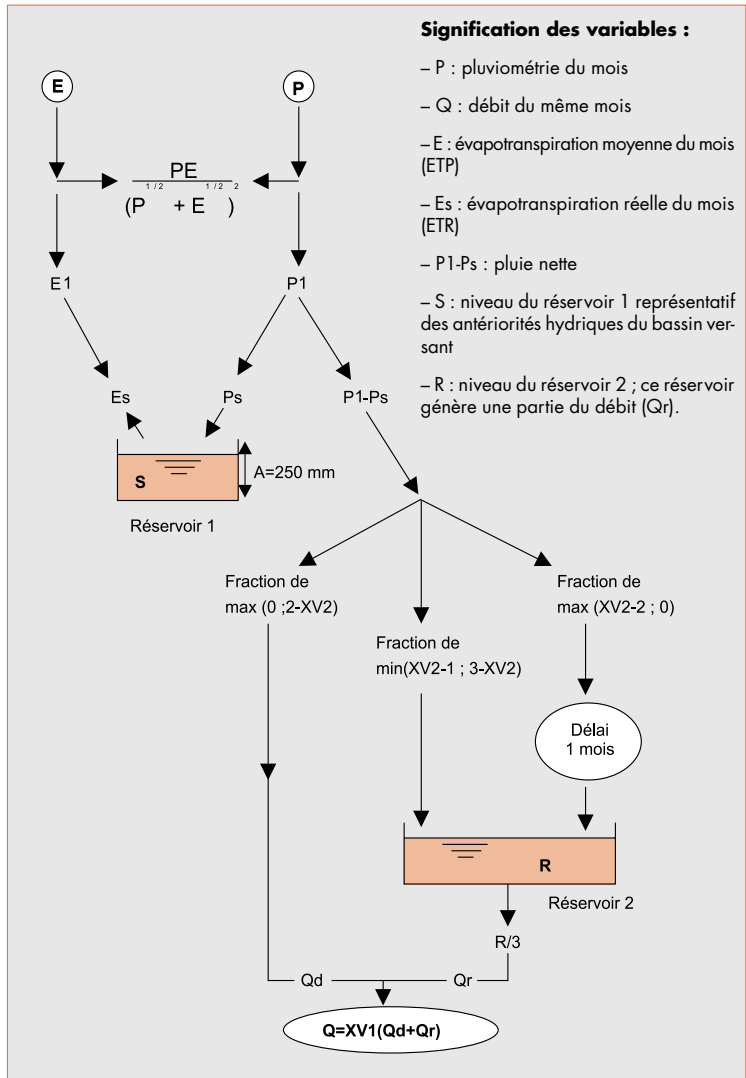 Signification des variables :
– P : pluviométrie du mois
– Q : débit du même mois
– E : évapotranspiration moyenne du mois
(ETP)
– Es : évapotranspiration réelle du mois
(ETR)
– P1-Ps : pluie nette
– S : niveau du réservoir 1 représentatif
des antériorités hydriques du bassin ver-
sant
– R : niveau du réservoir 2 ; ce réservoir
génère une partie du débit (Qr).
E
P
PE
(P 1/2 + E 1/2 ) 2
E1
P1
Es
Ps
P1-Ps
S
A=250 mm
Réservoir 1
Fraction de
max (0 ;2-XV2)
Fraction de
min(XV2-1 ; 3-XV2)
Fraction de
max (XV2-2 ; 0)
Délai
1 mois
R
Réservoir 2
R/3
Qd
Qr
Q=XV1(Qd+Qr)